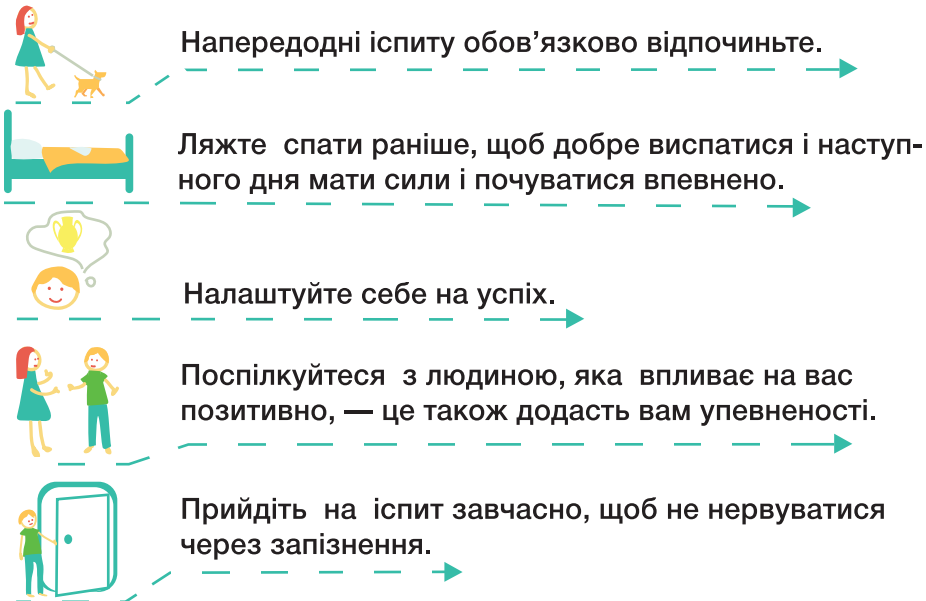 Напередодні іспиту обов’язково відпочиньте.
Ляжте спати раніше, щоб добре виспатися і наступ-
ного дня мати сили і почуватися впевнено.
Налаштуйте себе на успіх.
Поспілкуйтеся з людиною, яка впливає на вас
позитивно, — це також додасть вам упевненості.
Прийдіть на іспит завчасно, щоб не нервуватися
через запізнення.